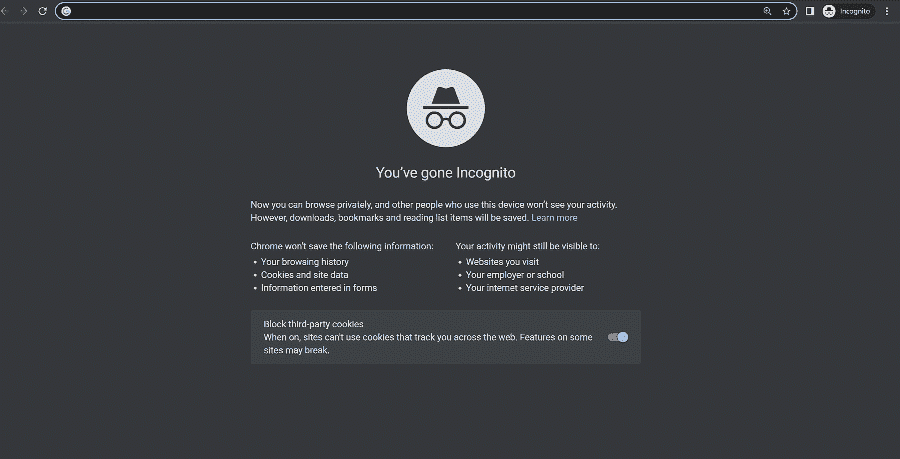 Incognito
You've gone Incognito
Now you can browse privately, and other people who use this device won't see your activity.
However, downloads, bookmarks and reading list items will be saved. Learn more
Chrome won't save the following information:
Your browsing history
Cookies and site data
Information entered in forms
Your activity might still be visible to:
Websites you visit
Your employer or school
Your internet service provider
Block third-party cookies
When on, sites can't use cookies that track you across the web. Features on some
sites may break.